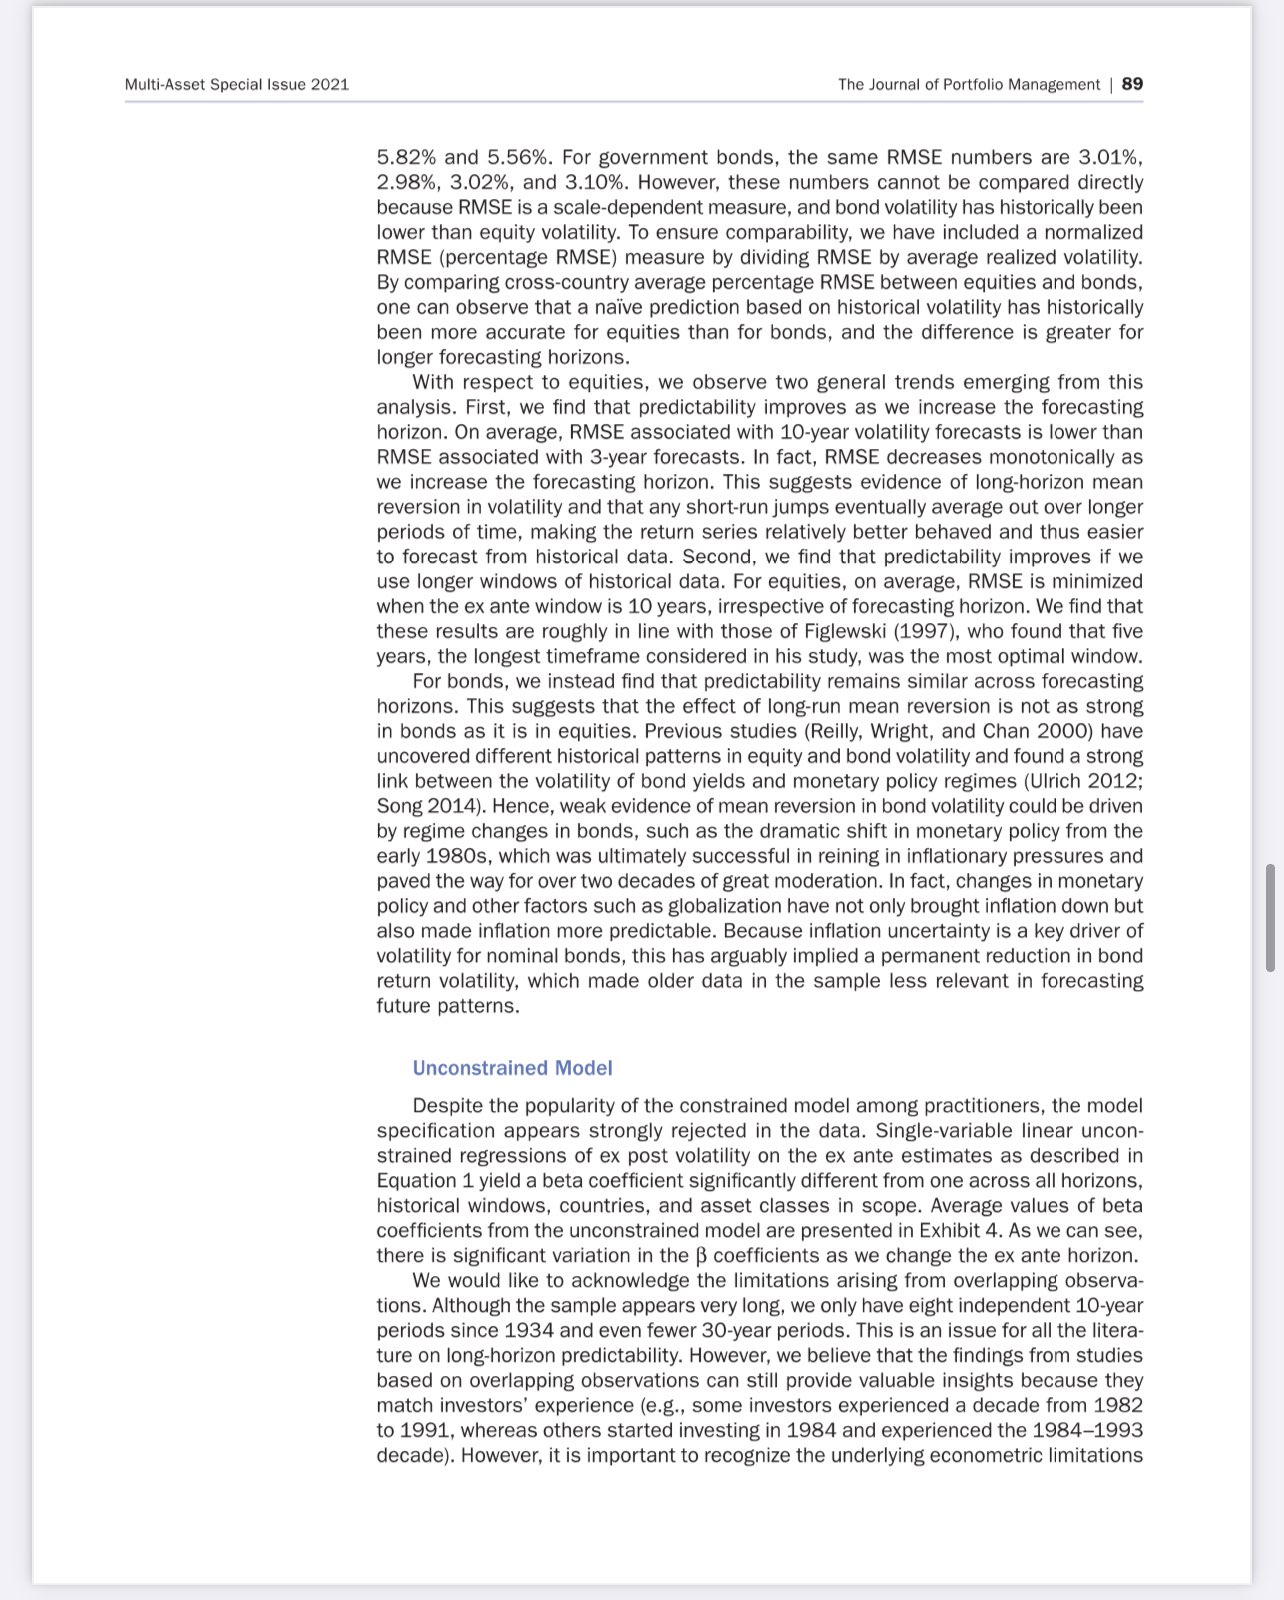 Multi-Asset Special Issue 2021
The Journal of Portfolio Management | 89
5.82% and 5.56%. For government bonds, the same RMSE numbers are 3.01%,
2.98%, 3.02%, and 3.10%. However, these numbers cannot be compared directly
because RMSE is a scale-dependent measure, and bond volatility has historically been
lower than equity volatility. To ensure comparability, we have included a normalized
RMSE (percentage RMSE) measure by dividing RMSE by average realized volatility.
By comparing cross-country average percentage RMSE between equities and bonds,
one can observe that a naïve prediction based on historical volatility has historically
been more accurate for equities than for bonds, and the difference is greater for
longer forecasting horizons.
With respect to equities, we observe two general trends emerging from this
analysis. First, we find that predictability improves as we increase the forecasting
horizon. On average, RMSE associated with 10-year volatility forecasts is lower than
RMSE associated with 3-year forecasts. In fact, RMSE decreases monotonically as
we increase the forecasting horizon. This suggests evidence of long-horizon mean
reversion in volatility and that any short-run jumps eventually average out over longer
periods of time, making the return series relatively better behaved and thus easier
to forecast from historical data. Second, we find that predictability improves if we
use longer windows of historical data. For equities, on average, RMSE is minimized
when the ex ante window is 10 years, irrespective of forecasting horizon. We find that
these results are roughly in line with those of Figlewski (1997), who found that five
years, the longest timeframe considered in his study, was the most optimal window.
For bonds, we instead find that predictability remains similar across forecasting
horizons. This suggests that the effect of long-run mean reversion is not as strong
in bonds as it is in equities. Previous studies (Reilly, Wright, and Chan 2000) have
uncovered different historical patterns in equity and bond volatility and found a strong
link between the volatility of bond yields and monetary policy regimes (Ulrich 2012;
Song 2014). Hence, weak evidence of mean reversion in bond volatility could be driven
by regime changes in bonds, such as the dramatic shift in monetary policy from the
early 1980s, which was ultimately successful in reining in inflationary pressures and
paved the way for over two decades of great moderation. In fact, changes in monetary
policy and other factors such as globalization have not only brought inflation down but
also made inflation more predictable. Because inflation uncertainty is a key driver of
volatility for nominal bonds, this has arguably implied a permanent reduction in bond
return volatility, which made older data in the sample less relevant in forecasting
future patterns.
Unconstrained Model
Despite the popularity of the constrained model among practitioners, the model
specification appears strongly rejected in the data. Single-variable linear uncon-
strained regressions of ex post volatility on the ex ante estimates as described in
Equation 1 yield a beta coefficient significantly different from one across all horizons,
historical windows, countries, and asset classes in scope. Average values of beta
coefficients from the unconstrained model are presented in Exhibit 4. As we can see,
there is significant variation in the β coefficients as we change the ex ante horizon.
We would like to acknowledge the limitations arising from overlapping observa-
tions. Although the sample appears very long, we only have eight independent 10-year
periods since 1934 and even fewer 30-year periods. This is an issue for all the litera-
ture on long-horizon predictability. However, we believe that the findings from studies
based on overlapping observations can still provide valuable insights because they
match investors' experience (e.g., some investors experienced a decade from 1982
to 1991, whereas others started investing in 1984 and experienced the 1984–1993
decade). However, it is important to recognize the underlying econometric limitations